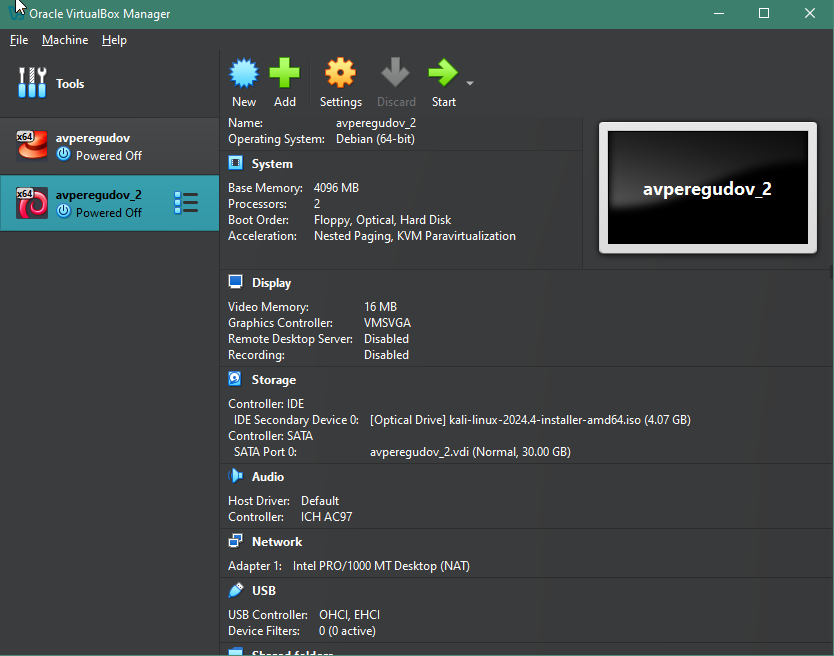 Oracle VirtualBox Manager
File Machine Help
Tools
New Add Settings Discard Start
x64 avperegudov
Powered Off
x64 avperegudov_2
Powered Off
Name: avperegudov_2
Operating System: Debian (64-bit)
System
Base Memory: 4096 MB
Processors: 2
Boot Order: Floppy, Optical, Hard Disk
Acceleration: Nested Paging, KVM Paravirtualization
avperegudov_2
Display
Video Memory: 16 MB
Graphics Controller: VMSVGA
Remote Desktop Server: Disabled
Recording: Disabled
Storage
Controller: IDE
IDE Secondary Device 0: [Optical Drive] kali-linux-2024.4-installer-amd64.iso (4.07 GB)
Controller: SATA
SATA Port 0: avperegudov_2.vdi (Normal, 30.00 GB)
Audio
Host Driver: Default
Controller: ICH AC97
Network
Adapter 1: Intel PRO/1000 MT Desktop (NAT)
USB
USB Controller: OHCI, EHCI
Device Filters: 0 (0 active)
Shared folders